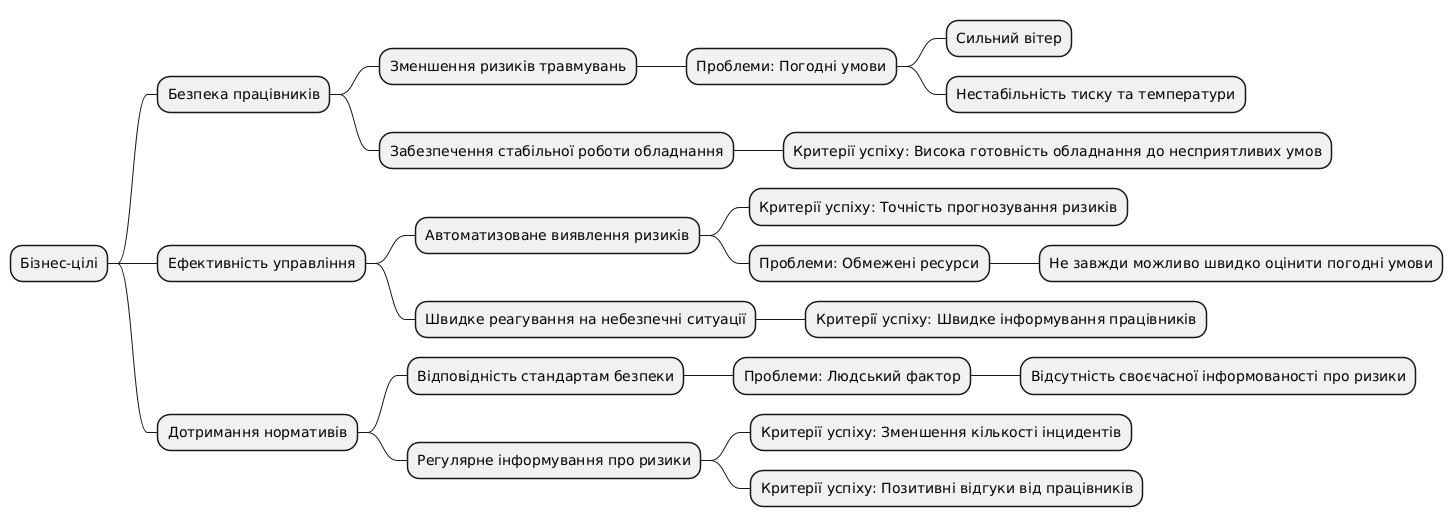 Бізнес-цілі
Безпека працівників
Зменшення ризиків травмувань
Проблеми: Погодні умови
Сильний вітер
Нестабільність тиску та температури
Забезпечення стабільної роботи обладнання
Критерії успіху: Висока готовність обладнання до несприятливих умов
Ефективність управління
Автоматизоване виявлення ризиків
Критерії успіху: Точність прогнозування ризиків
Проблеми: Обмежені ресурси
Не завжди можливо швидко оцінити погодні умови
Швидке реагування на небезпечні ситуації
Критерії успіху: Швидке інформування працівників
Дотримання нормативів
Відповідність стандартам безпеки
Проблеми: Людський фактор
Відсутність своєчасної інформованості про ризики
Регулярне інформування про ризики
Критерії успіху: Зменшення кількості інцидентів
Критерії успіху: Позитивні відгуки від працівників